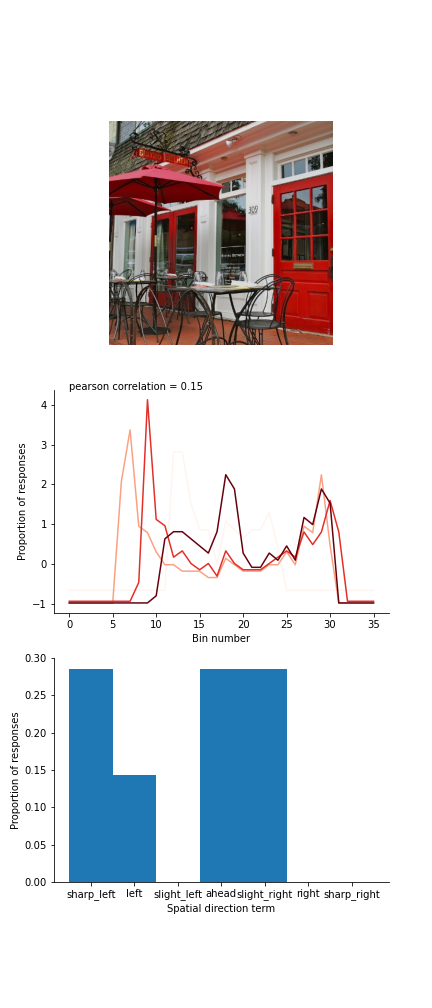 309
pearson correlation = 0.15
4
3
2
1
0
−1
Proportion of responses
0 5 10 15 20 25 30 35
Bin number
0.30
0.25
0.20
0.15
0.10
0.05
0.00
Proportion of responses
sharp_left left slight_left ahead slight_right right sharp_right
Spatial direction term